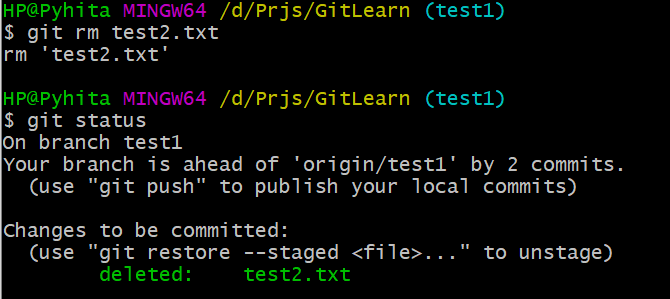 HP@Pyhita MINGW64 /d/Prjs/GitLearn (test1)
$ git rm test2.txt
rm 'test2.txt'

HP@Pyhita MINGW64 /d/Prjs/GitLearn (test1)
$ git status
On branch test1
Your branch is ahead of 'origin/test1' by 2 commits.
  (use "git push" to publish your local commits)

Changes to be committed:
  (use "git restore --staged <file>..." to unstage)
        deleted:    test2.txt